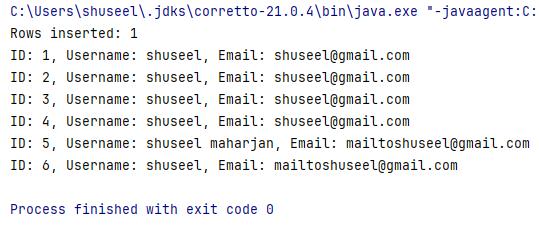 C:\Users\shuseel\.jdks\corretto-21.0.4\bin\java.exe "-javaagent:C:
Rows inserted: 1
ID: 1, Username: shuseel, Email: shuseel@gmail.com
ID: 2, Username: shuseel, Email: shuseel@gmail.com
ID: 3, Username: shuseel, Email: shuseel@gmail.com
ID: 4, Username: shuseel, Email: shuseel@gmail.com
ID: 5, Username: shuseel maharjan, Email: mailtoshuseel@gmail.com
ID: 6, Username: shuseel, Email: mailtoshuseel@gmail.com
Process finished with exit code 0